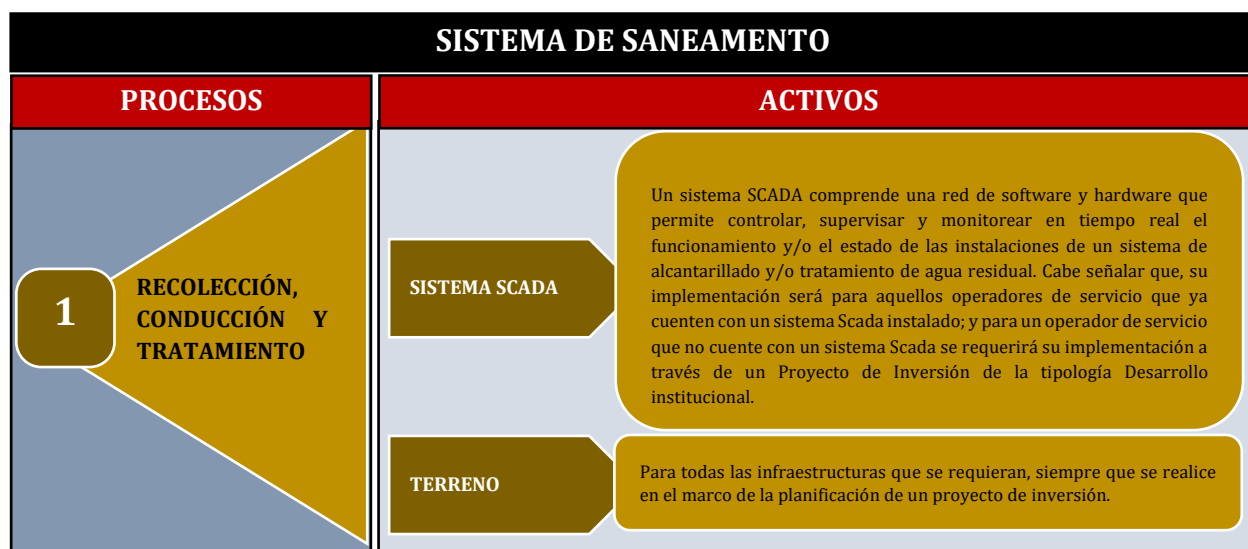 SISTEMA DE SANEAMENTO
PROCESOS
ACTIVOS
1
RECOLECCIÓN,
CONDUCCIÓN Y
TRATAMIENTO
SISTEMA SCADA
Un sistema SCADA comprende una red de software y hardware que
permite controlar, supervisar y monitorear en tiempo real el
funcionamiento y/o el estado de las instalaciones de un sistema de
alcantarillado y/o tratamiento de agua residual. Cabe señalar que, su
implementación será para aquellos operadores de servicio que ya
cuenten con un sistema Scada instalado; y para un operador de servicio
que no cuente con un sistema Scada se requerirá su implementación a
través de un Proyecto de Inversión de la tipología Desarrollo
institucional.
TERRENO
Para todas las infraestructuras que se requieran, siempre que se realice
en el marco de la planificación de un proyecto de inversión.